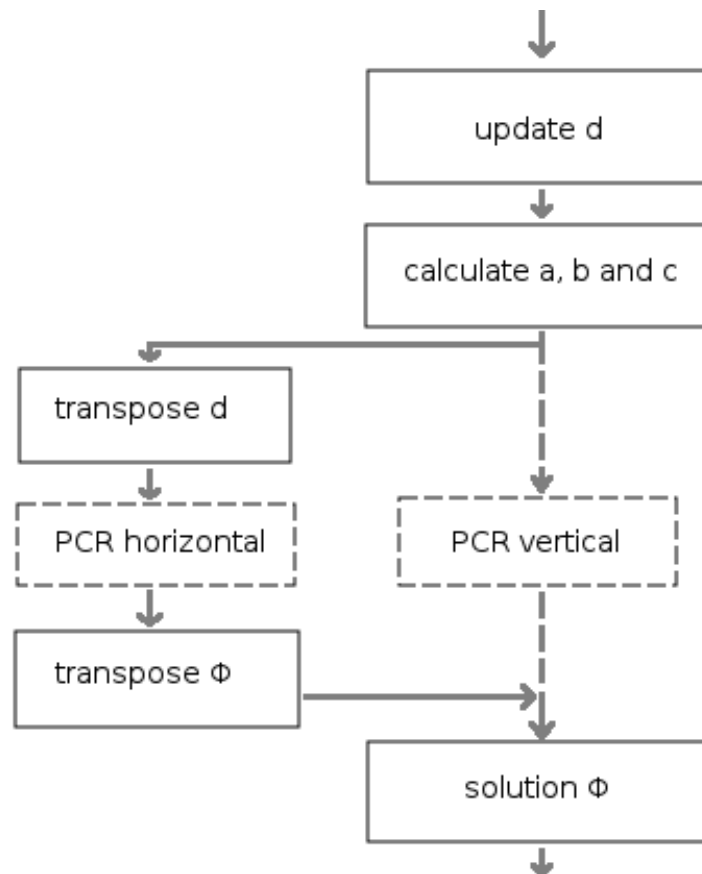 update d
calculate a, b and c
transpose d
PCR horizontal
PCR vertical
transpose Φ
solution Φ